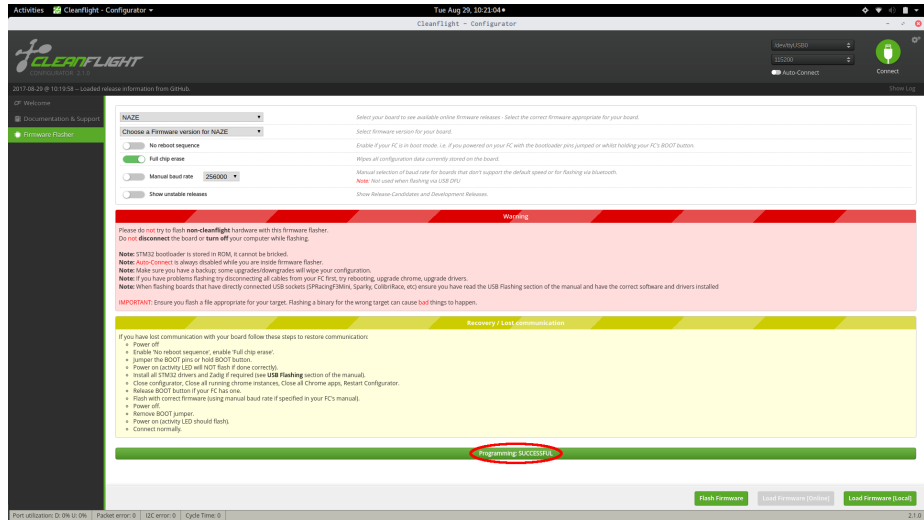 Activities Cleanflight - Configurator ▾ Tue Aug 29, 10:21:04
Cleanflight - Configurator
CLEANFLIGHT
CONFIGURATOR 2.1.0
/dev/ttyUSB0
115200
Auto-Connect
Connect
2017-08-29 @ 10:19:58 -- Loaded release information from GitHub. Show Log
Welcome
Documentation & Support
Firmware Flasher
NAZE Select your board to see available online firmware releases - Select the correct firmware appropriate for your board.
Choose a Firmware version for NAZE Select firmware version for your board.
No reboot sequence Enable if your FC is in boot mode. i.e. if you powered on your FC with the bootloader pins jumped or whilst holding your FC's BOOT button.
Full chip erase Wipes all configuration data currently stored on the board.
Manual baud rate 256000 Manual selection of baud rate for boards that don't support the default speed or for flashing via bluetooth.
Note: Not used when flashing via USB DFU
Show unstable releases Show Release-Candidates and Development Releases.
Warning
Please do not try to flash non-cleanflight hardware with this firmware flasher.
Do not disconnect the board or turn off your computer while flashing.
Note: STM32 bootloader is stored in ROM, it cannot be bricked.
Note: Auto-Connect is always disabled while you are inside firmware flasher.
Note: Make sure you have a backup; some upgrades/downgrades will wipe your configuration.
Note: If you have problems flashing try disconnecting all cables from your FC first, try rebooting, upgrade chrome, upgrade drivers.
Note: When flashing boards that have directly connected USB sockets (SPRacingF3Mini, Sparky, ColibriRace, etc) ensure you have read the USB Flashing section of the manual and have the correct software and drivers installed
IMPORTANT: Ensure you flash a file appropriate for your target. Flashing a binary for the wrong target can cause bad things to happen.
Recovery / Lost communication
If you have lost communication with your board follow these steps to restore communication:
Power off
Enable 'No reboot sequence', enable 'Full chip erase'.
Jumper the BOOT pins or hold BOOT button.
Power on (activity LED will NOT flash if done correctly).
Install all STM32 drivers and Zadig if required (see USB Flashing section of the manual).
Close configurator, Close all running chrome instances, Close all Chrome apps, Restart Configurator.
Release BOOT button if your FC has one.
Flash with correct firmware (using manual baud rate if specified in your FC's manual).
Power off.
Remove BOOT jumper.
Power on (activity LED should flash).
Connect normally.
Programming: SUCCESSFUL
Flash Firmware Load Firmware [Online] Load Firmware [Local]
Port utilization: D: 0% U: 0% Packet error: 0 I2C error: 0 Cycle Time: 0 2.1.0